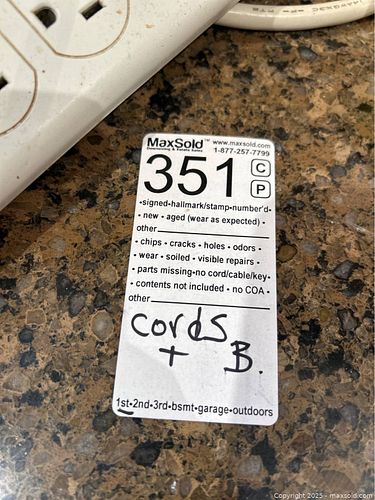 MaxSold™ www.maxsold.com
Downsizing & Estate Sales 1-877-257-7799
351 C
P
•signed•hallmark/stamp•number'd•
• new • aged (wear as expected) •
other
• chips • cracks • holes • odors •
• wear • soiled • visible repairs •
• parts missing•no cord/cable/key•
• contents not included • no COA •
other
cords
+ B.
1st•2nd•3rd•bsmt•garage•outdoors
Copyright 2025 - maxsold.com